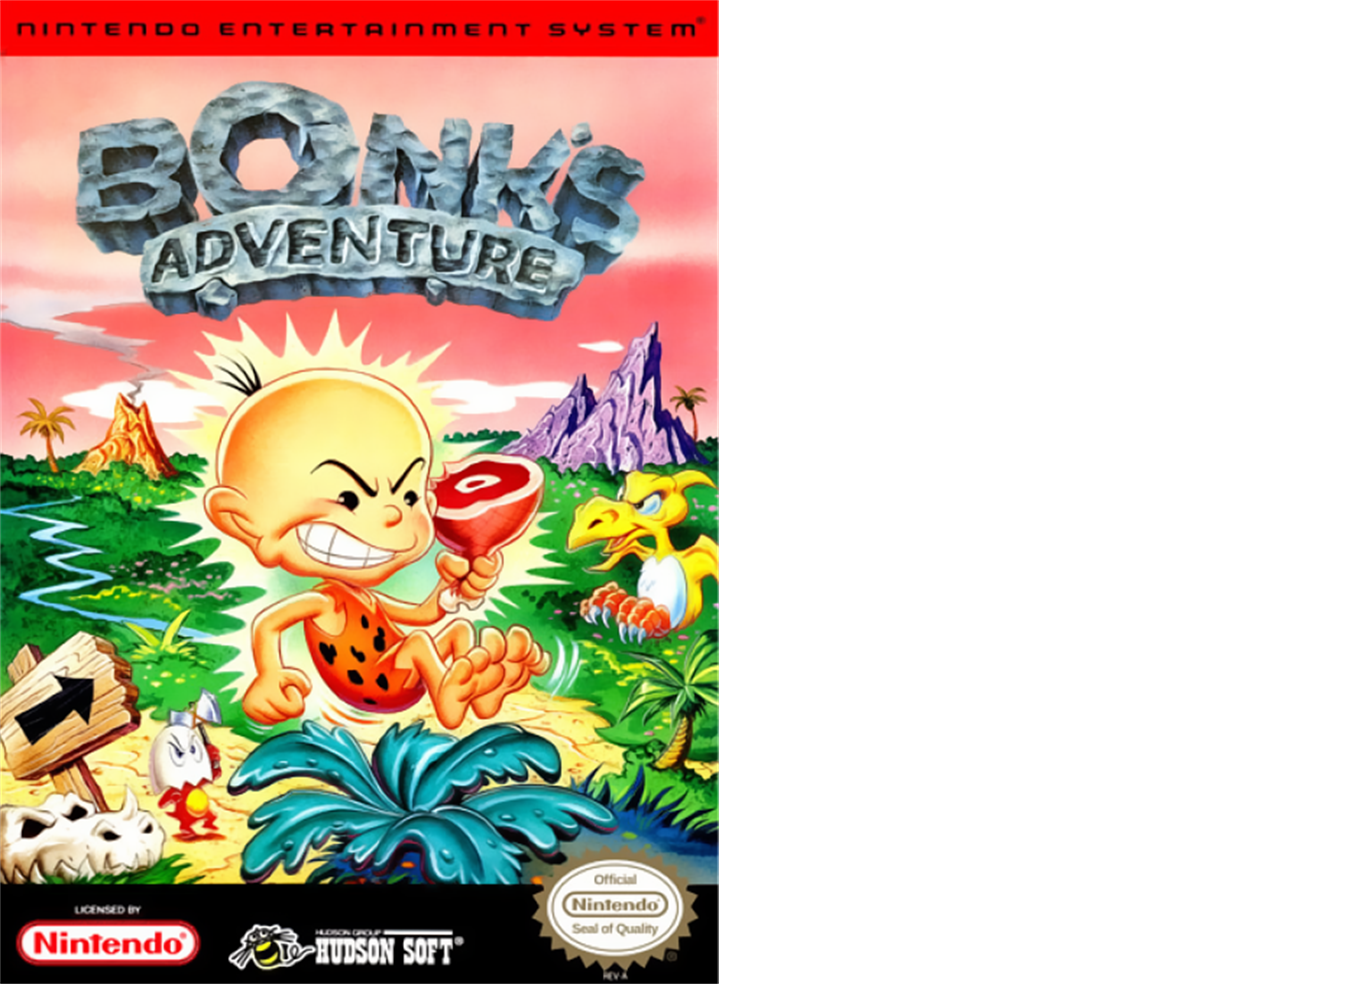 NINTENDO ENTERTAINMENT SYSTEM®
BONK'S
ADVENTURE
LICENSED BY
Nintendo®
HUDSON GROUP
HUDSON SOFT®
Official
Nintendo®
Seal of Quality
REV-A